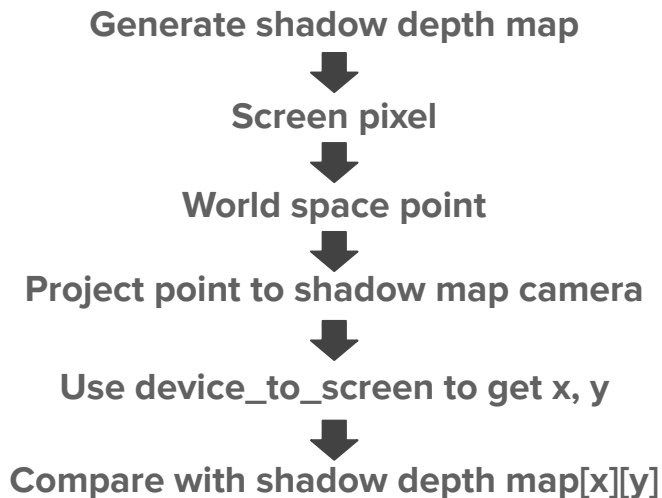 Generate shadow depth map
Screen pixel
World space point
Project point to shadow map camera
Use device_to_screen to get x, y
Compare with shadow depth map[x][y]